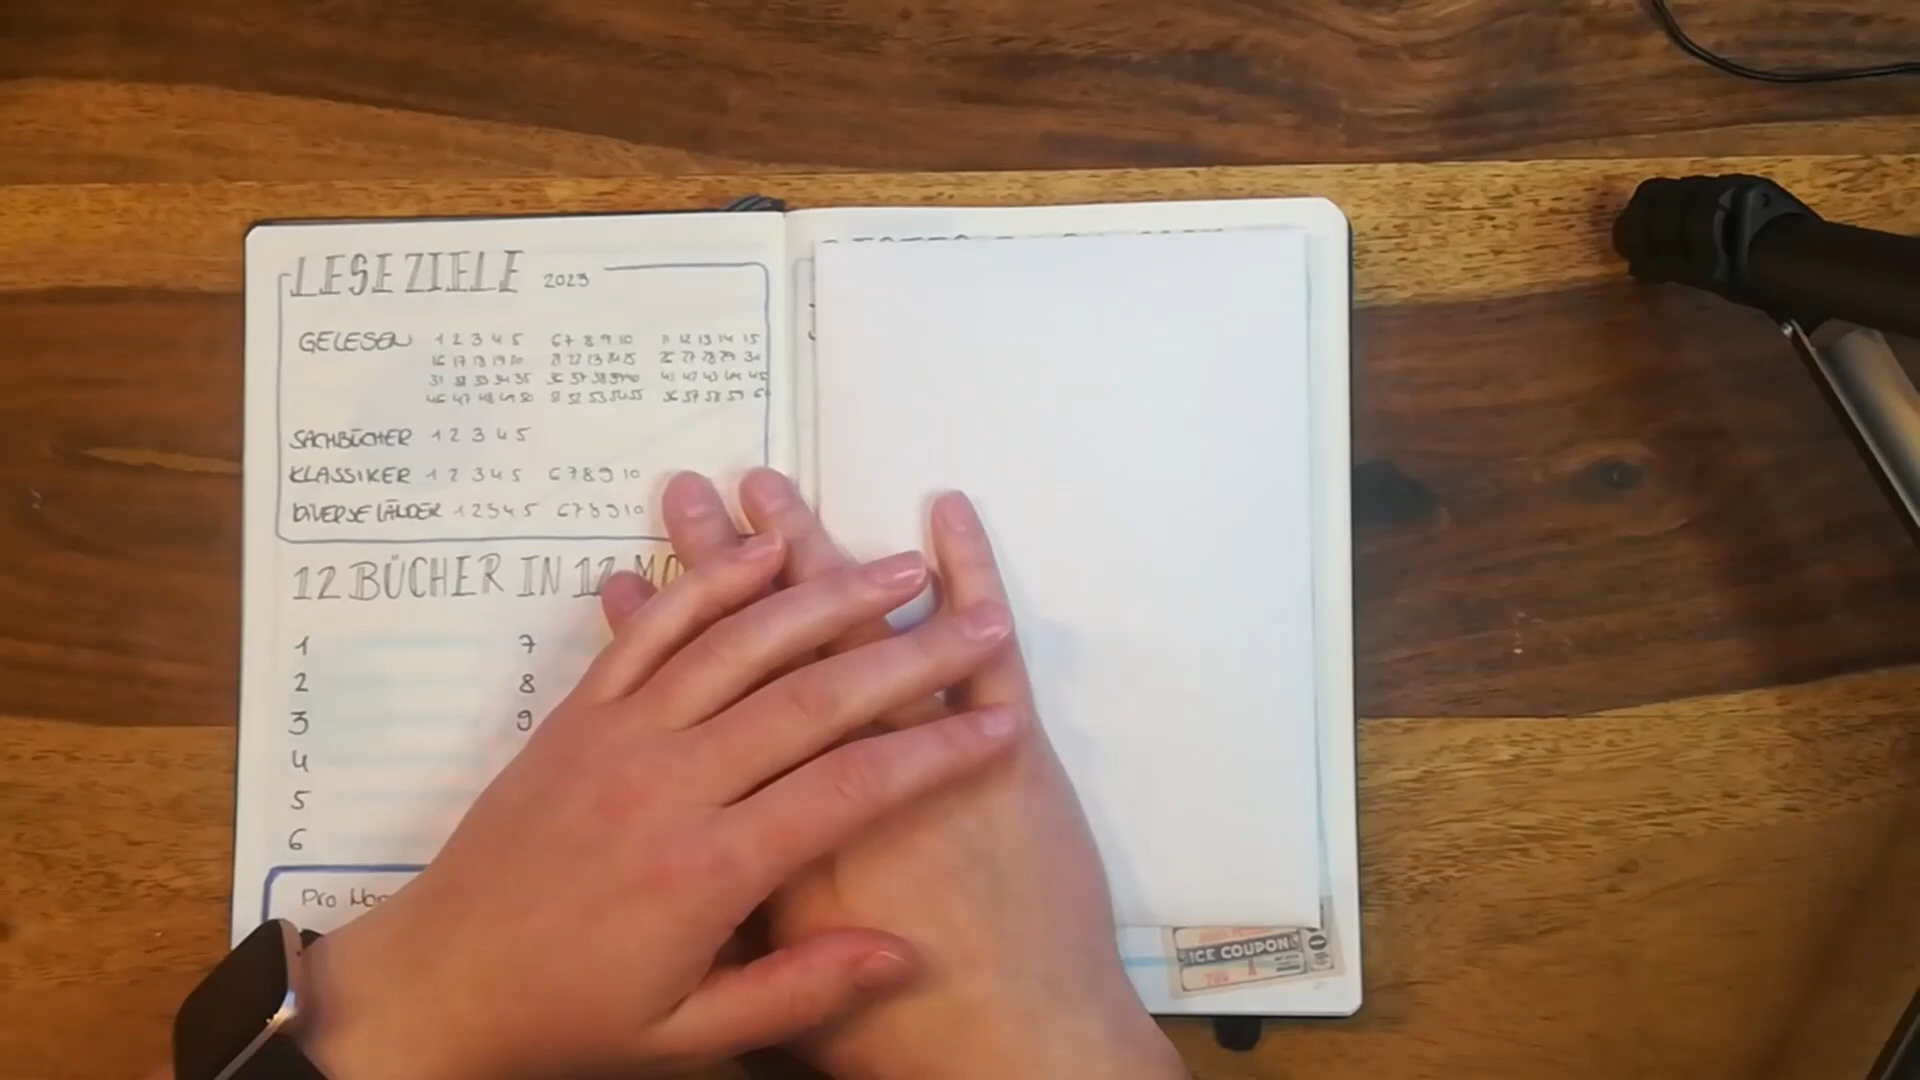 LESEZIELE 2023
GELESEN 1 2 3 4 5 6 7 8 9 10 11 12 13 14 15
16 17 18 19 20 21 22 23 24 25 26 27 28 29 30
31 32 33 34 35 36 37 38 39 40 41 42 43 44 45
46 47 48 49 50 51 52 53 54 55 56 57 58 59 60
SACHBÜCHER 1 2 3 4 5
KLASSIKER 1 2 3 4 5 6 7 8 9 10
DIVERSE LÄNDER 1 2 3 4 5 6 7 8 9 10
12 BÜCHER IN 12 MO
1 7
2 8
3 9
4
5
6
Pro
ICE COUPON